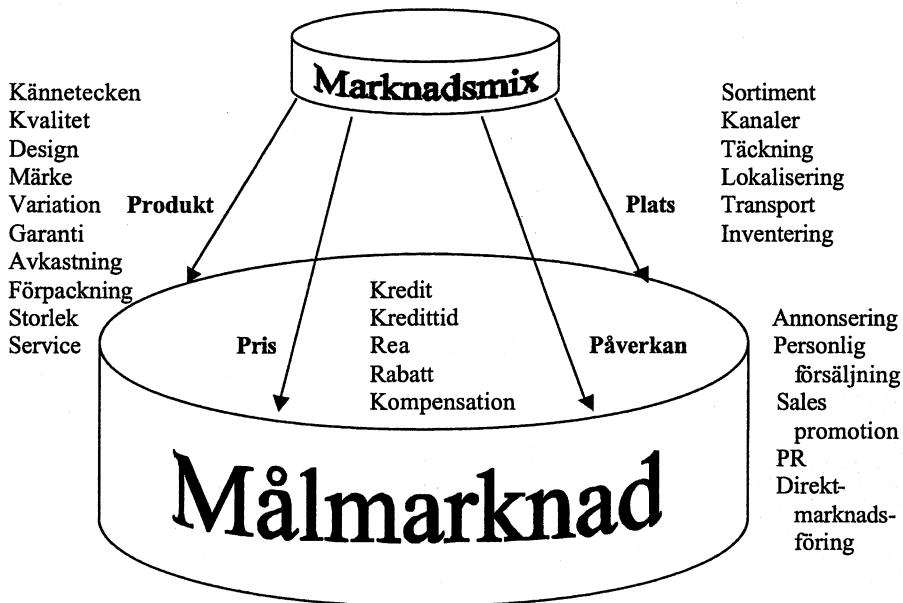 Marknadsmix
Kännetecken
Kvalitet
Design
Märke
Variation
Garanti
Avkastning
Förpackning
Storlek
Service
Produkt
Pris
Kredit
Kredittid
Rea
Rabatt
Kompensation
Plats
Sortiment
Kanaler
Täckning
Lokalisering
Transport
Inventering
Påverkan
Annonsering
Personlig
försäljning
Sales
promotion
PR
Direkt-
marknads-
föring
Målmarknad